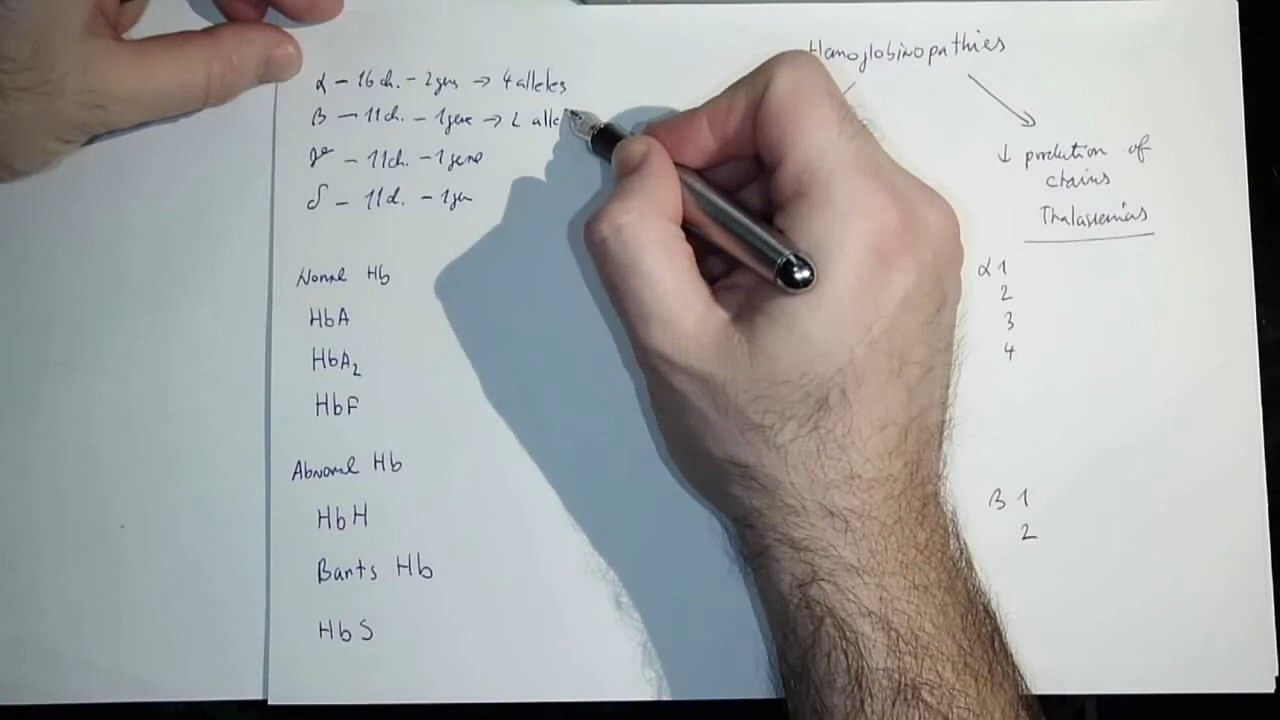 α - 16 ch. - 2 gens → 4 alleles
β - 11 ch. - 1 gene → 2 alle
γ - 11 ch. - 1 gene
δ - 11 ch. - 1 gen
Normal Hb
HbA
HbA2
HbF
Abnormal Hb
HbH
Barts Hb
HbS
Hemoglobinopathies
↓ production of
chains
Thalassemias
α 1
2
3
4
β 1
2